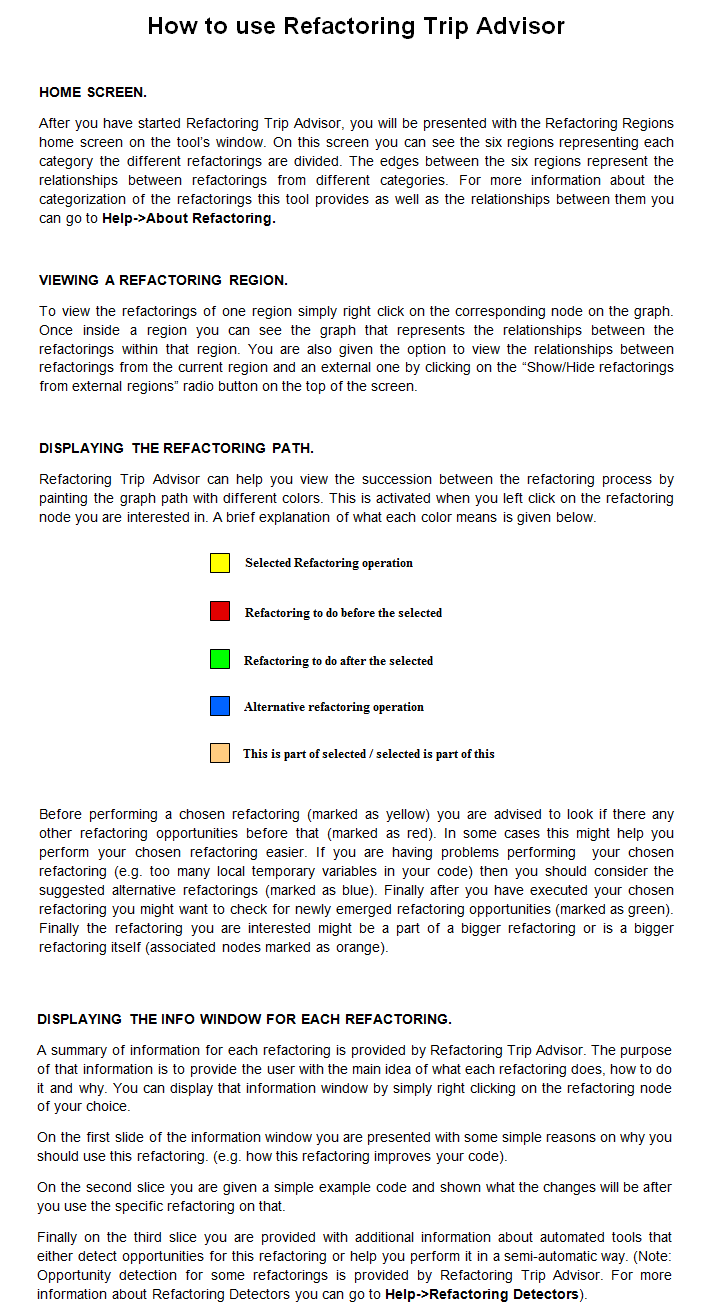 How to use Refactoring Trip Advisor
HOME SCREEN.
After you have started Refactoring Trip Advisor, you will be presented with the Refactoring Regions
home screen on the tool's window. On this screen you can see the six regions representing each
category the different refactorings are divided. The edges between the six regions represent the
relationships between refactorings from different categories. For more information about the
categorization of the refactorings this tool provides as well as the relationships between them you
can go to Help->About Refactoring.
VIEWING A REFACTORING REGION.
To view the refactorings of one region simply right click on the corresponding node on the graph.
Once inside a region you can see the graph that represents the relationships between the
refactorings within that region. You are also given the option to view the relationships between
refactorings from the current region and an external one by clicking on the “Show/Hide refactorings
from external regions” radio button on the top of the screen.
DISPLAYING THE REFACTORING PATH.
Refactoring Trip Advisor can help you view the succession between the refactoring process by
painting the graph path with different colors. This is activated when you left click on the refactoring
node you are interested in. A brief explanation of what each color means is given below.
Selected Refactoring operation
Refactoring to do before the selected
Refactoring to do after the selected
Alternative refactoring operation
This is part of selected / selected is part of this
Before performing a chosen refactoring (marked as yellow) you are advised to look if there any
other refactoring opportunities before that (marked as red). In some cases this might help you
perform your chosen refactoring easier. If you are having problems performing your chosen
refactoring (e.g. too many local temporary variables in your code) then you should consider the
suggested alternative refactorings (marked as blue). Finally after you have executed your chosen
refactoring you might want to check for newly emerged refactoring opportunities (marked as green).
Finally the refactoring you are interested might be a part of a bigger refactoring or is a bigger
refactoring itself (associated nodes marked as orange).
DISPLAYING THE INFO WINDOW FOR EACH REFACTORING.
A summary of information for each refactoring is provided by Refactoring Trip Advisor. The purpose
of that information is to provide the user with the main idea of what each refactoring does, how to do
it and why. You can display that information window by simply right clicking on the refactoring node
of your choice.
On the first slide of the information window you are presented with some simple reasons on why you
should use this refactoring. (e.g. how this refactoring improves your code).
On the second slice you are given a simple example code and shown what the changes will be after
you use the specific refactoring on that.
Finally on the third slice you are provided with additional information about automated tools that
either detect opportunities for this refactoring or help you perform it in a semi-automatic way. (Note:
Opportunity detection for some refactorings is provided by Refactoring Trip Advisor. For more
information about Refactoring Detectors you can go to Help->Refactoring Detectors).